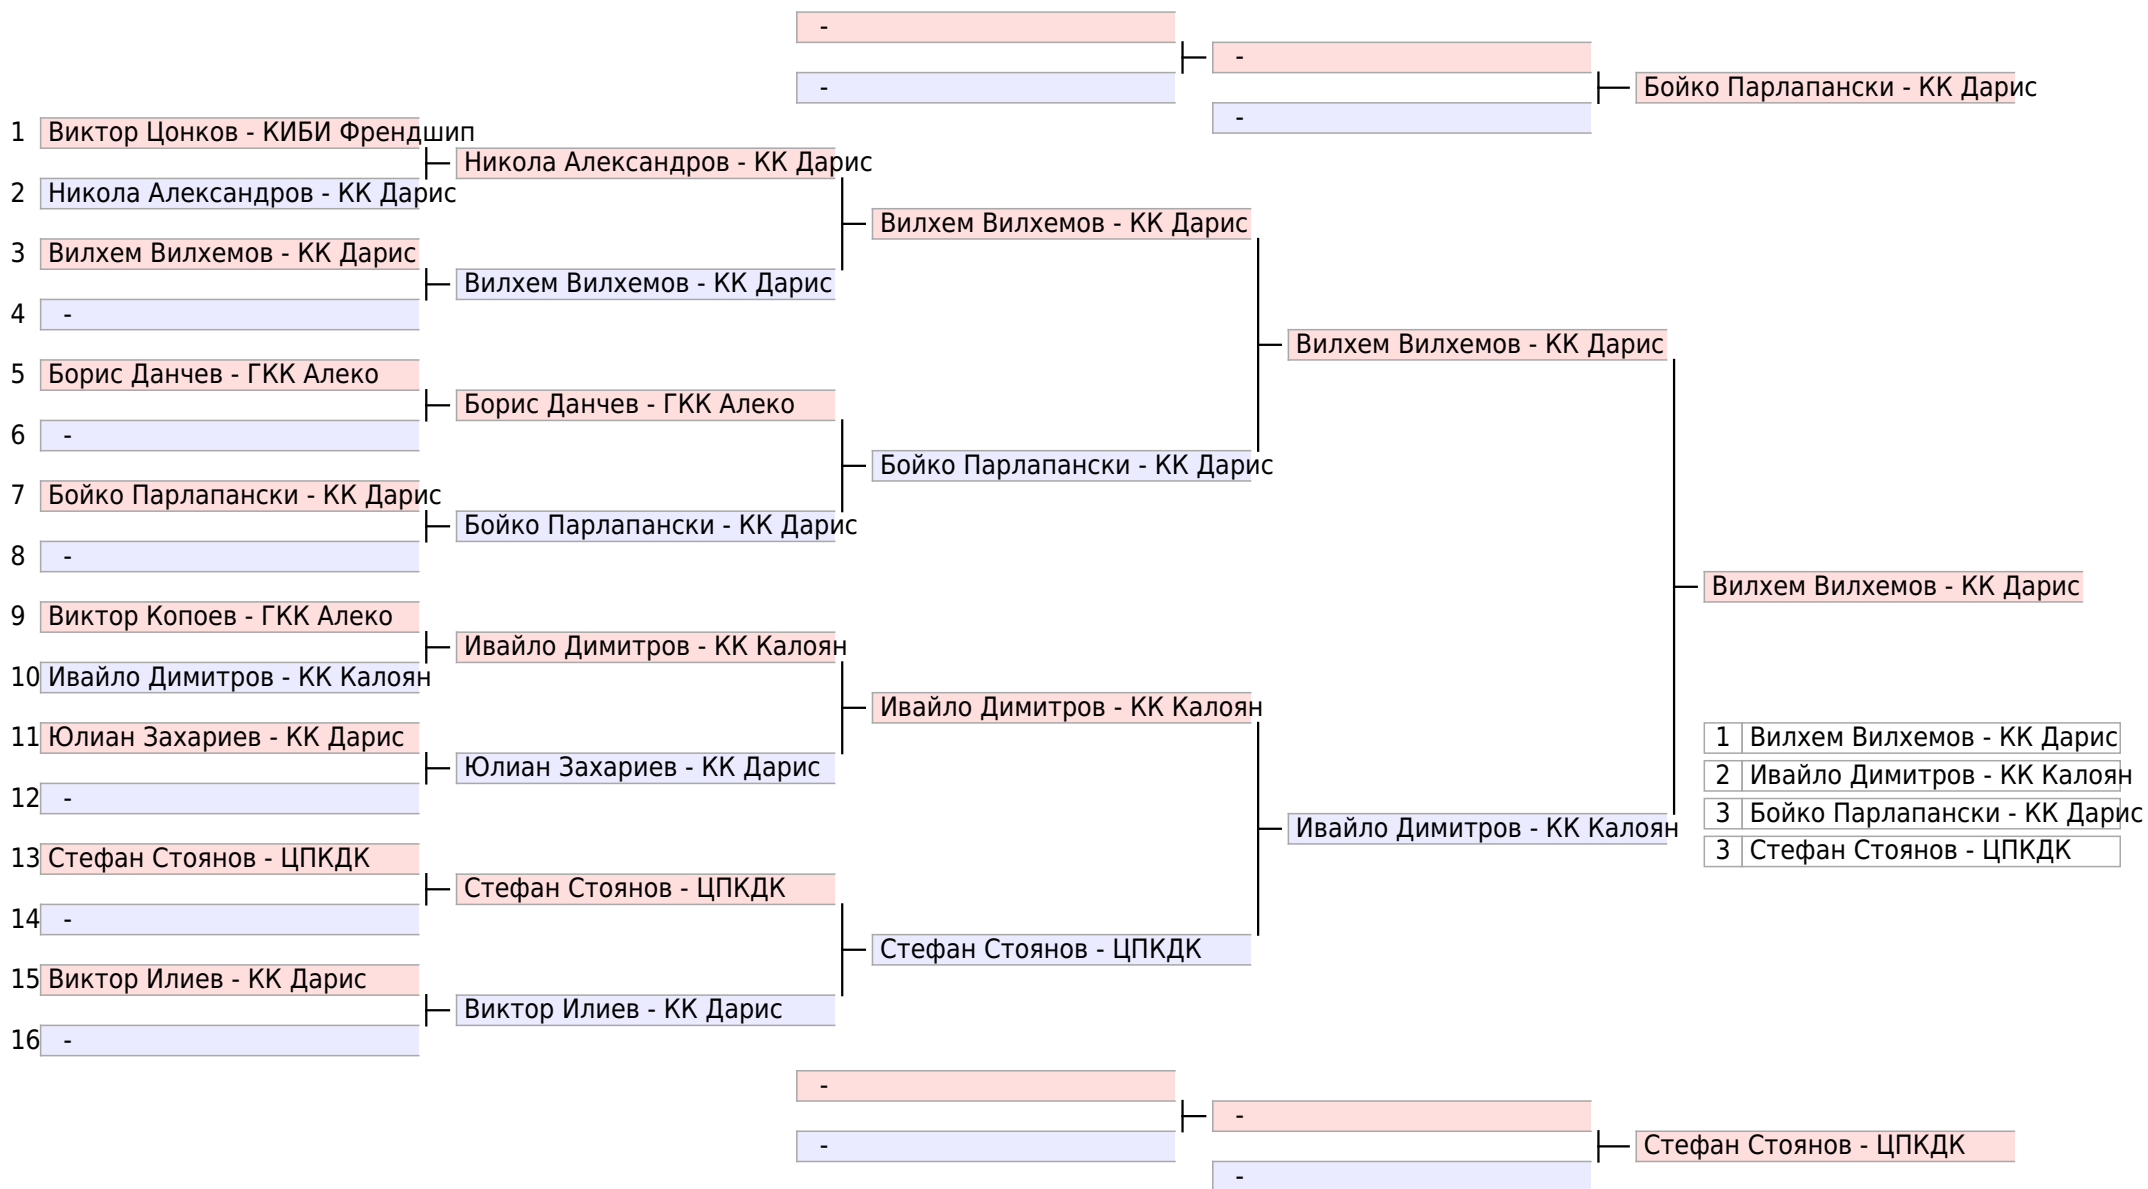 -
-
-
-
Бойко Парлапански - КК Дарис
1 Виктор Цонков - КИБИ Френдшип
2 Никола Александров - КК Дарис
3 Вилхем Вилхемов - КК Дарис
4 -
5 Борис Данчев - ГКК Алеко
6 -
7 Бойко Парлапански - КК Дарис
8 -
9 Виктор Копоев - ГКК Алеко
10 Ивайло Димитров - КК Калоян
11 Юлиан Захариев - КК Дарис
12 -
13 Стефан Стоянов - ЦПКДК
14 -
15 Виктор Илиев - КК Дарис
16 -
Никола Александров - КК Дарис
Вилхем Вилхемов - КК Дарис
Борис Данчев - ГКК Алеко
Бойко Парлапански - КК Дарис
Ивайло Димитров - КК Калоян
Юлиан Захариев - КК Дарис
Стефан Стоянов - ЦПКДК
Виктор Илиев - КК Дарис
Вилхем Вилхемов - КК Дарис
Бойко Парлапански - КК Дарис
Ивайло Димитров - КК Калоян
Стефан Стоянов - ЦПКДК
Вилхем Вилхемов - КК Дарис
Ивайло Димитров - КК Калоян
Вилхем Вилхемов - КК Дарис
1 Вилхем Вилхемов - КК Дарис
2 Ивайло Димитров - КК Калоян
3 Бойко Парлапански - КК Дарис
3 Стефан Стоянов - ЦПКДК
-
-
-
-
Стефан Стоянов - ЦПКДК